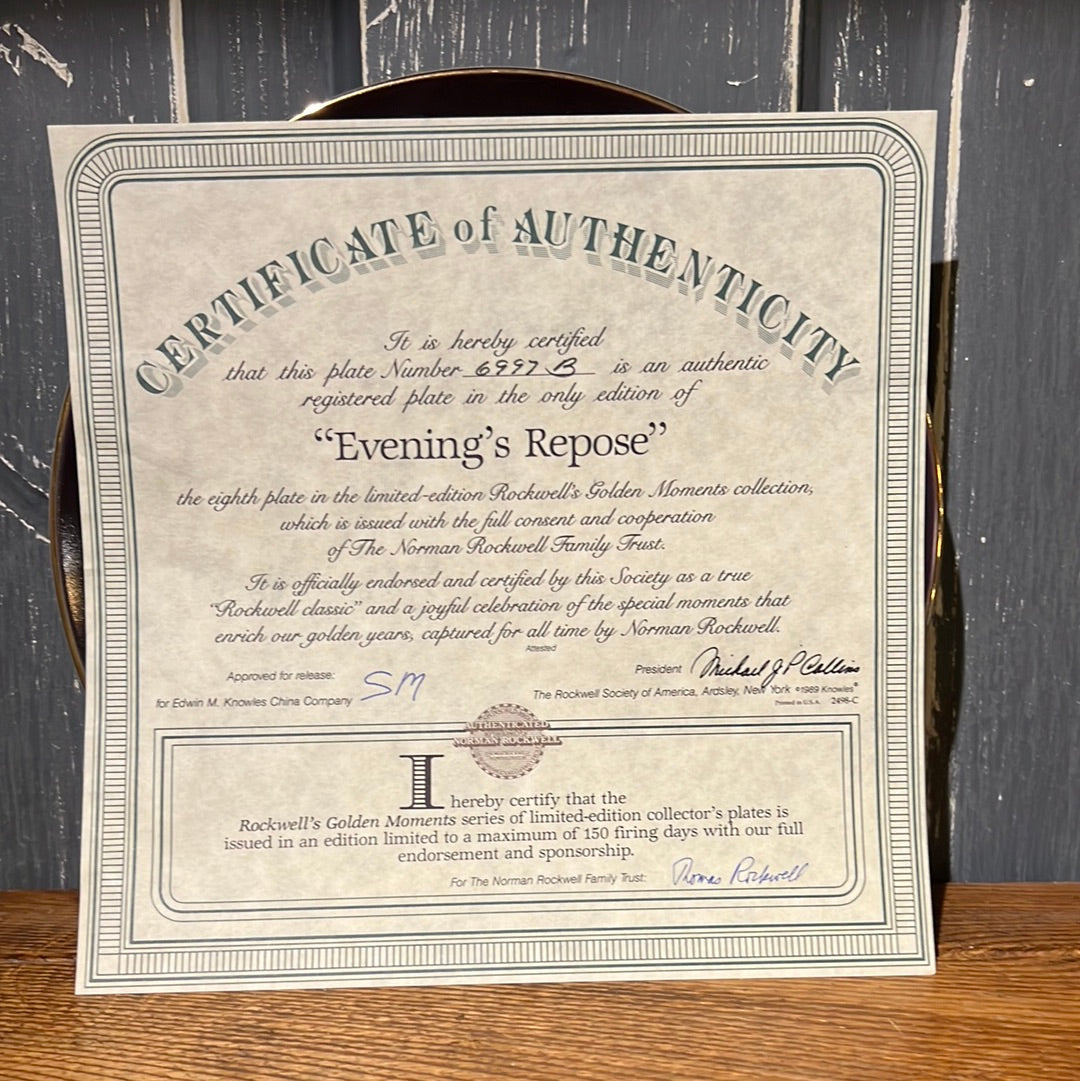 CERTIFICATE of AUTHENTICITY
It is hereby certified
that this plate Number 6997 B is an authentic
registered plate in the only edition of
“Evening’s Repose”
the eighth plate in the limited-edition Rockwell’s Golden Moments collection,
which is issued with the full consent and cooperation
of The Norman Rockwell Family Trust.
It is officially endorsed and certified by this Society as a true
“Rockwell classic” and a joyful celebration of the special moments that
enrich our golden years, captured for all time by Norman Rockwell.
Attested
Approved for release:
for Edwin M. Knowles China Company SM
President Michael J. P. Collins
The Rockwell Society of America, Ardsley, New York ©1989 Knowles®
Printed in U.S.A. 2498-C
AUTHENTICATED
NORMAN ROCKWELL
I hereby certify that the
Rockwell’s Golden Moments series of limited-edition collector’s plates is
issued in an edition limited to a maximum of 150 firing days with our full
endorsement and sponsorship.
For The Norman Rockwell Family Trust: Thomas Rockwell